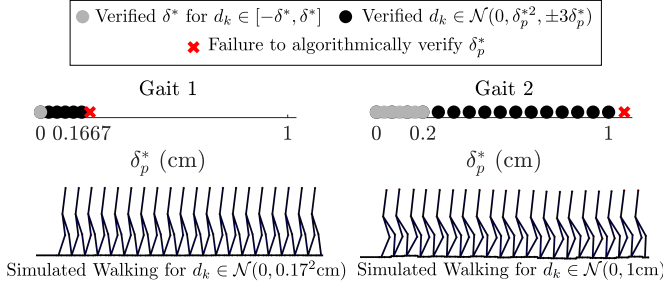 Verified δ* for d_k ∈ [−δ*, δ*] Verified d_k ∈ 𝒩(0, δ_p*², ±3δ_p*)
Failure to algorithmically verify δ_p*
Gait 1 Gait 2
0 0.1667 1 0 0.2 1
δ_p* (cm) δ_p* (cm)
Simulated Walking for d_k ∈ 𝒩(0, 0.17²cm) Simulated Walking for d_k ∈ 𝒩(0, 1cm)